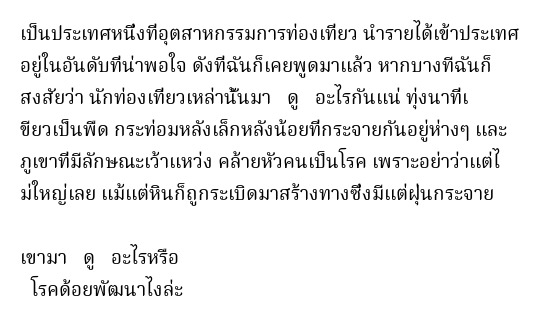 เป็นประเทศหนึ่งที่อุตสาหกรรมการท่องเที่ยว นำรายได้เข้าประเทศ
อยู่ในอันดับที่น่าพอใจ ดังที่ฉันก็เคยพูดมาแล้ว หากบางทีฉันก็
สงสัยว่า นักท่องเที่ยวเหล่านั้นมา ดู อะไรกันแน่ ทุ่งนาที่เ
ขียวเป็นพืด กระท่อมหลังเล็กหลังน้อยที่กระจายกันอยู่ห่างๆ และ
ภูเขาที่มีลักษณะเว้าแหว่ง คล้ายหัวคนเป็นโรค เพราะอย่าว่าแต่ไ
ม้ใหญ่เลย แม้แต่หินก็ถูกระเบิดมาสร้างทางซึ่งมีแต่ฝุ่นกระจาย
เขามา ดู อะไรหรือ
โรคด้อยพัฒนาไงล่ะ